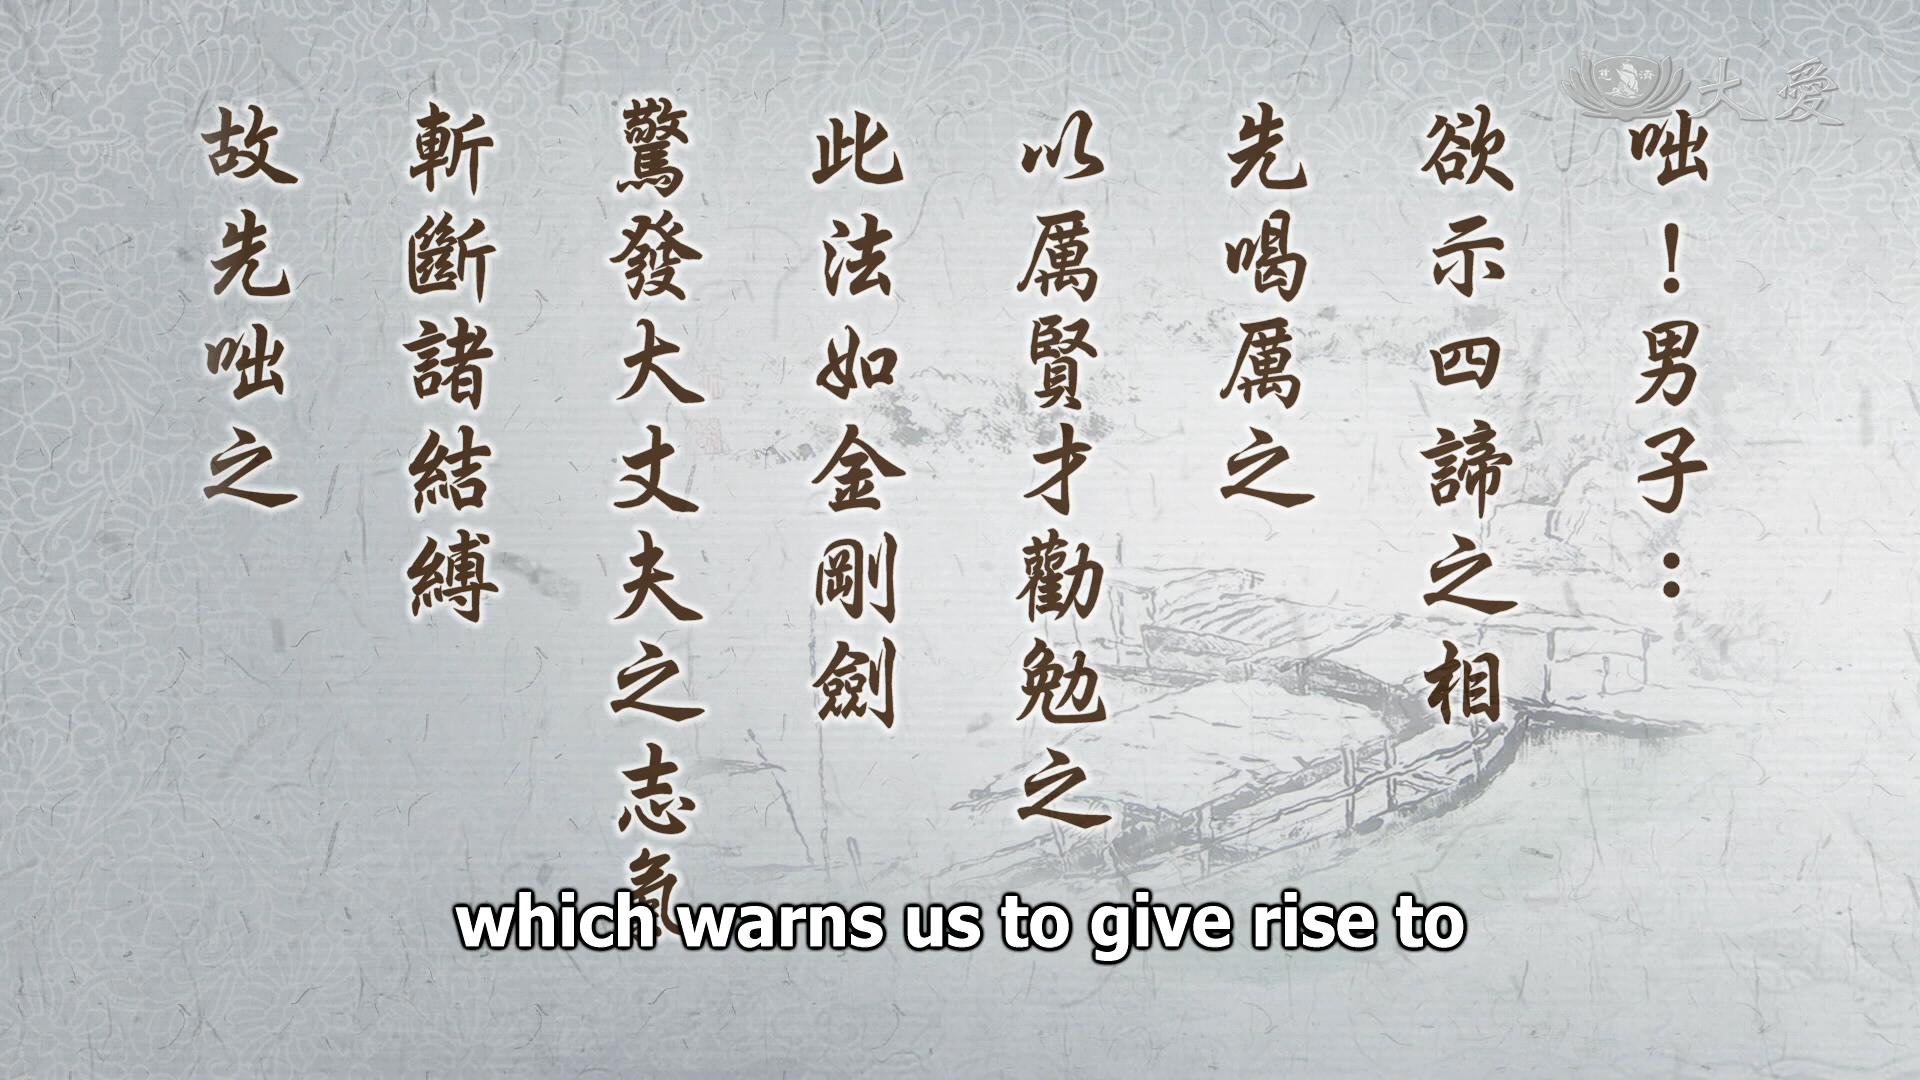 咄！男子：
欲示四諦之相
先喝厲之
以厲賢才勸勉之
此法如金剛劍
驚發大丈夫之志氣
斬斷諸結縛
故先咄之
慈濟
大愛
which warns us to give rise to